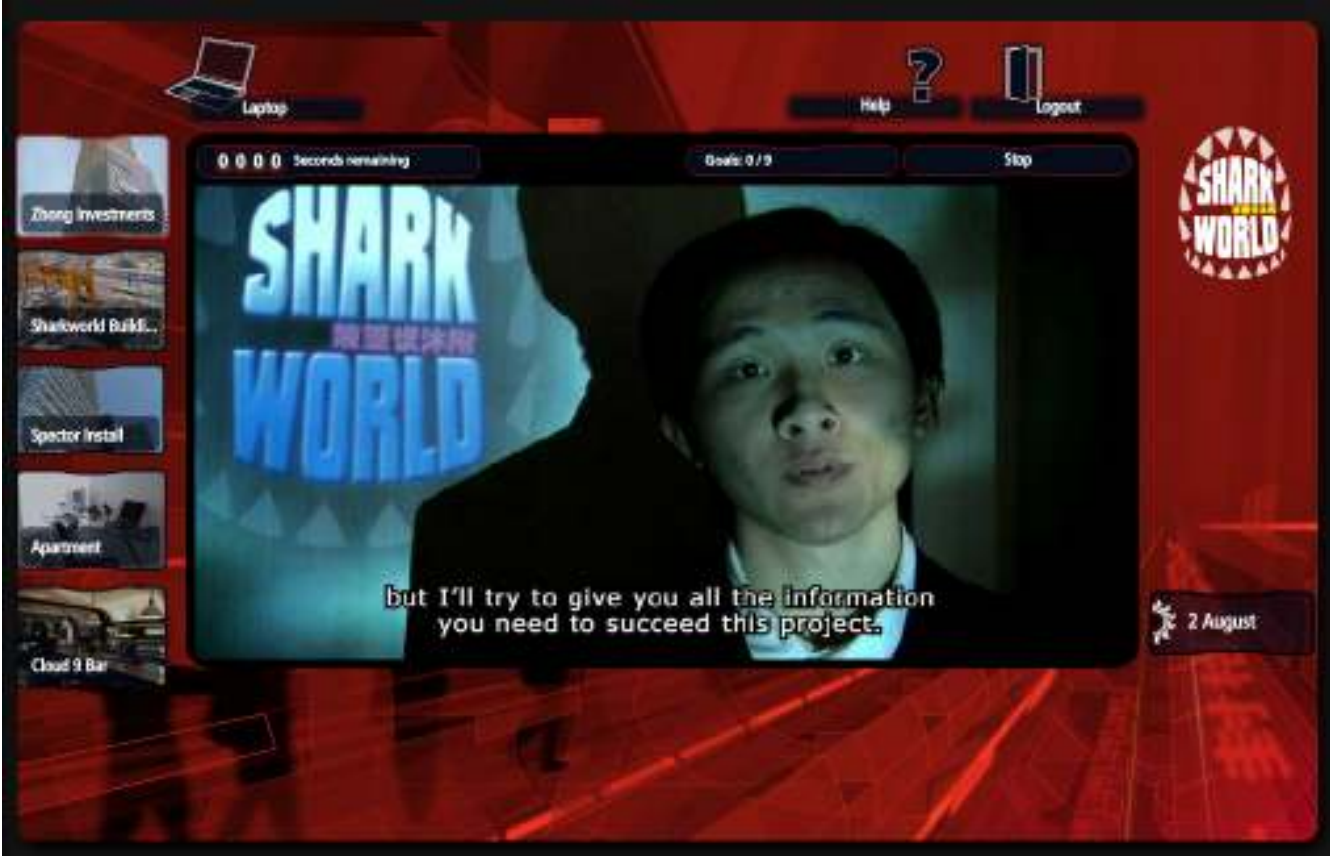 Laptop
?
Help
Logout
Zhong Investments
Sharkworld Buildi...
Spector Install
Apartment
Cloud 9 Bar
0 0 0 0 Seconds remaining
Goals: 0 / 9
Stop
SHARK
WORLD
but I'll try to give you all the information
you need to succeed this project.
SHARK
WORLD
2 August